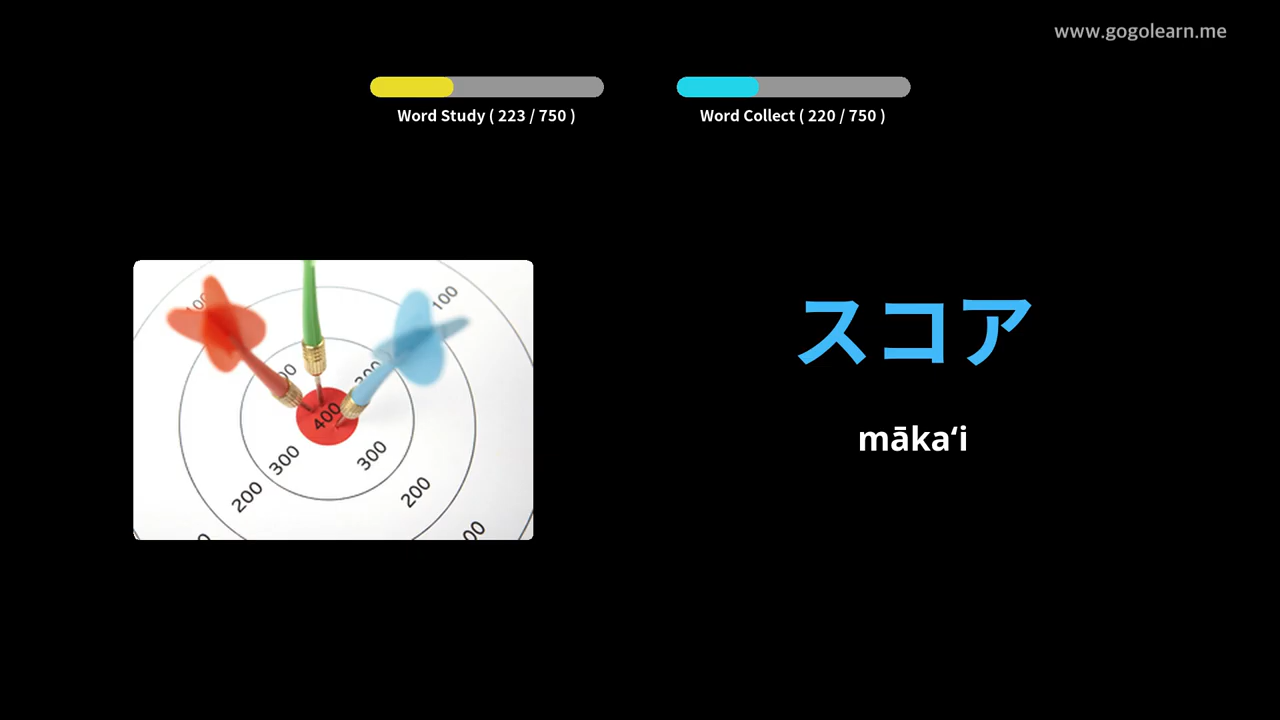 www.gogolearn.me
Word Study ( 223 / 750 )
Word Collect ( 220 / 750 )
スコア
mākaʻi
100
100
400
300
300
200
200